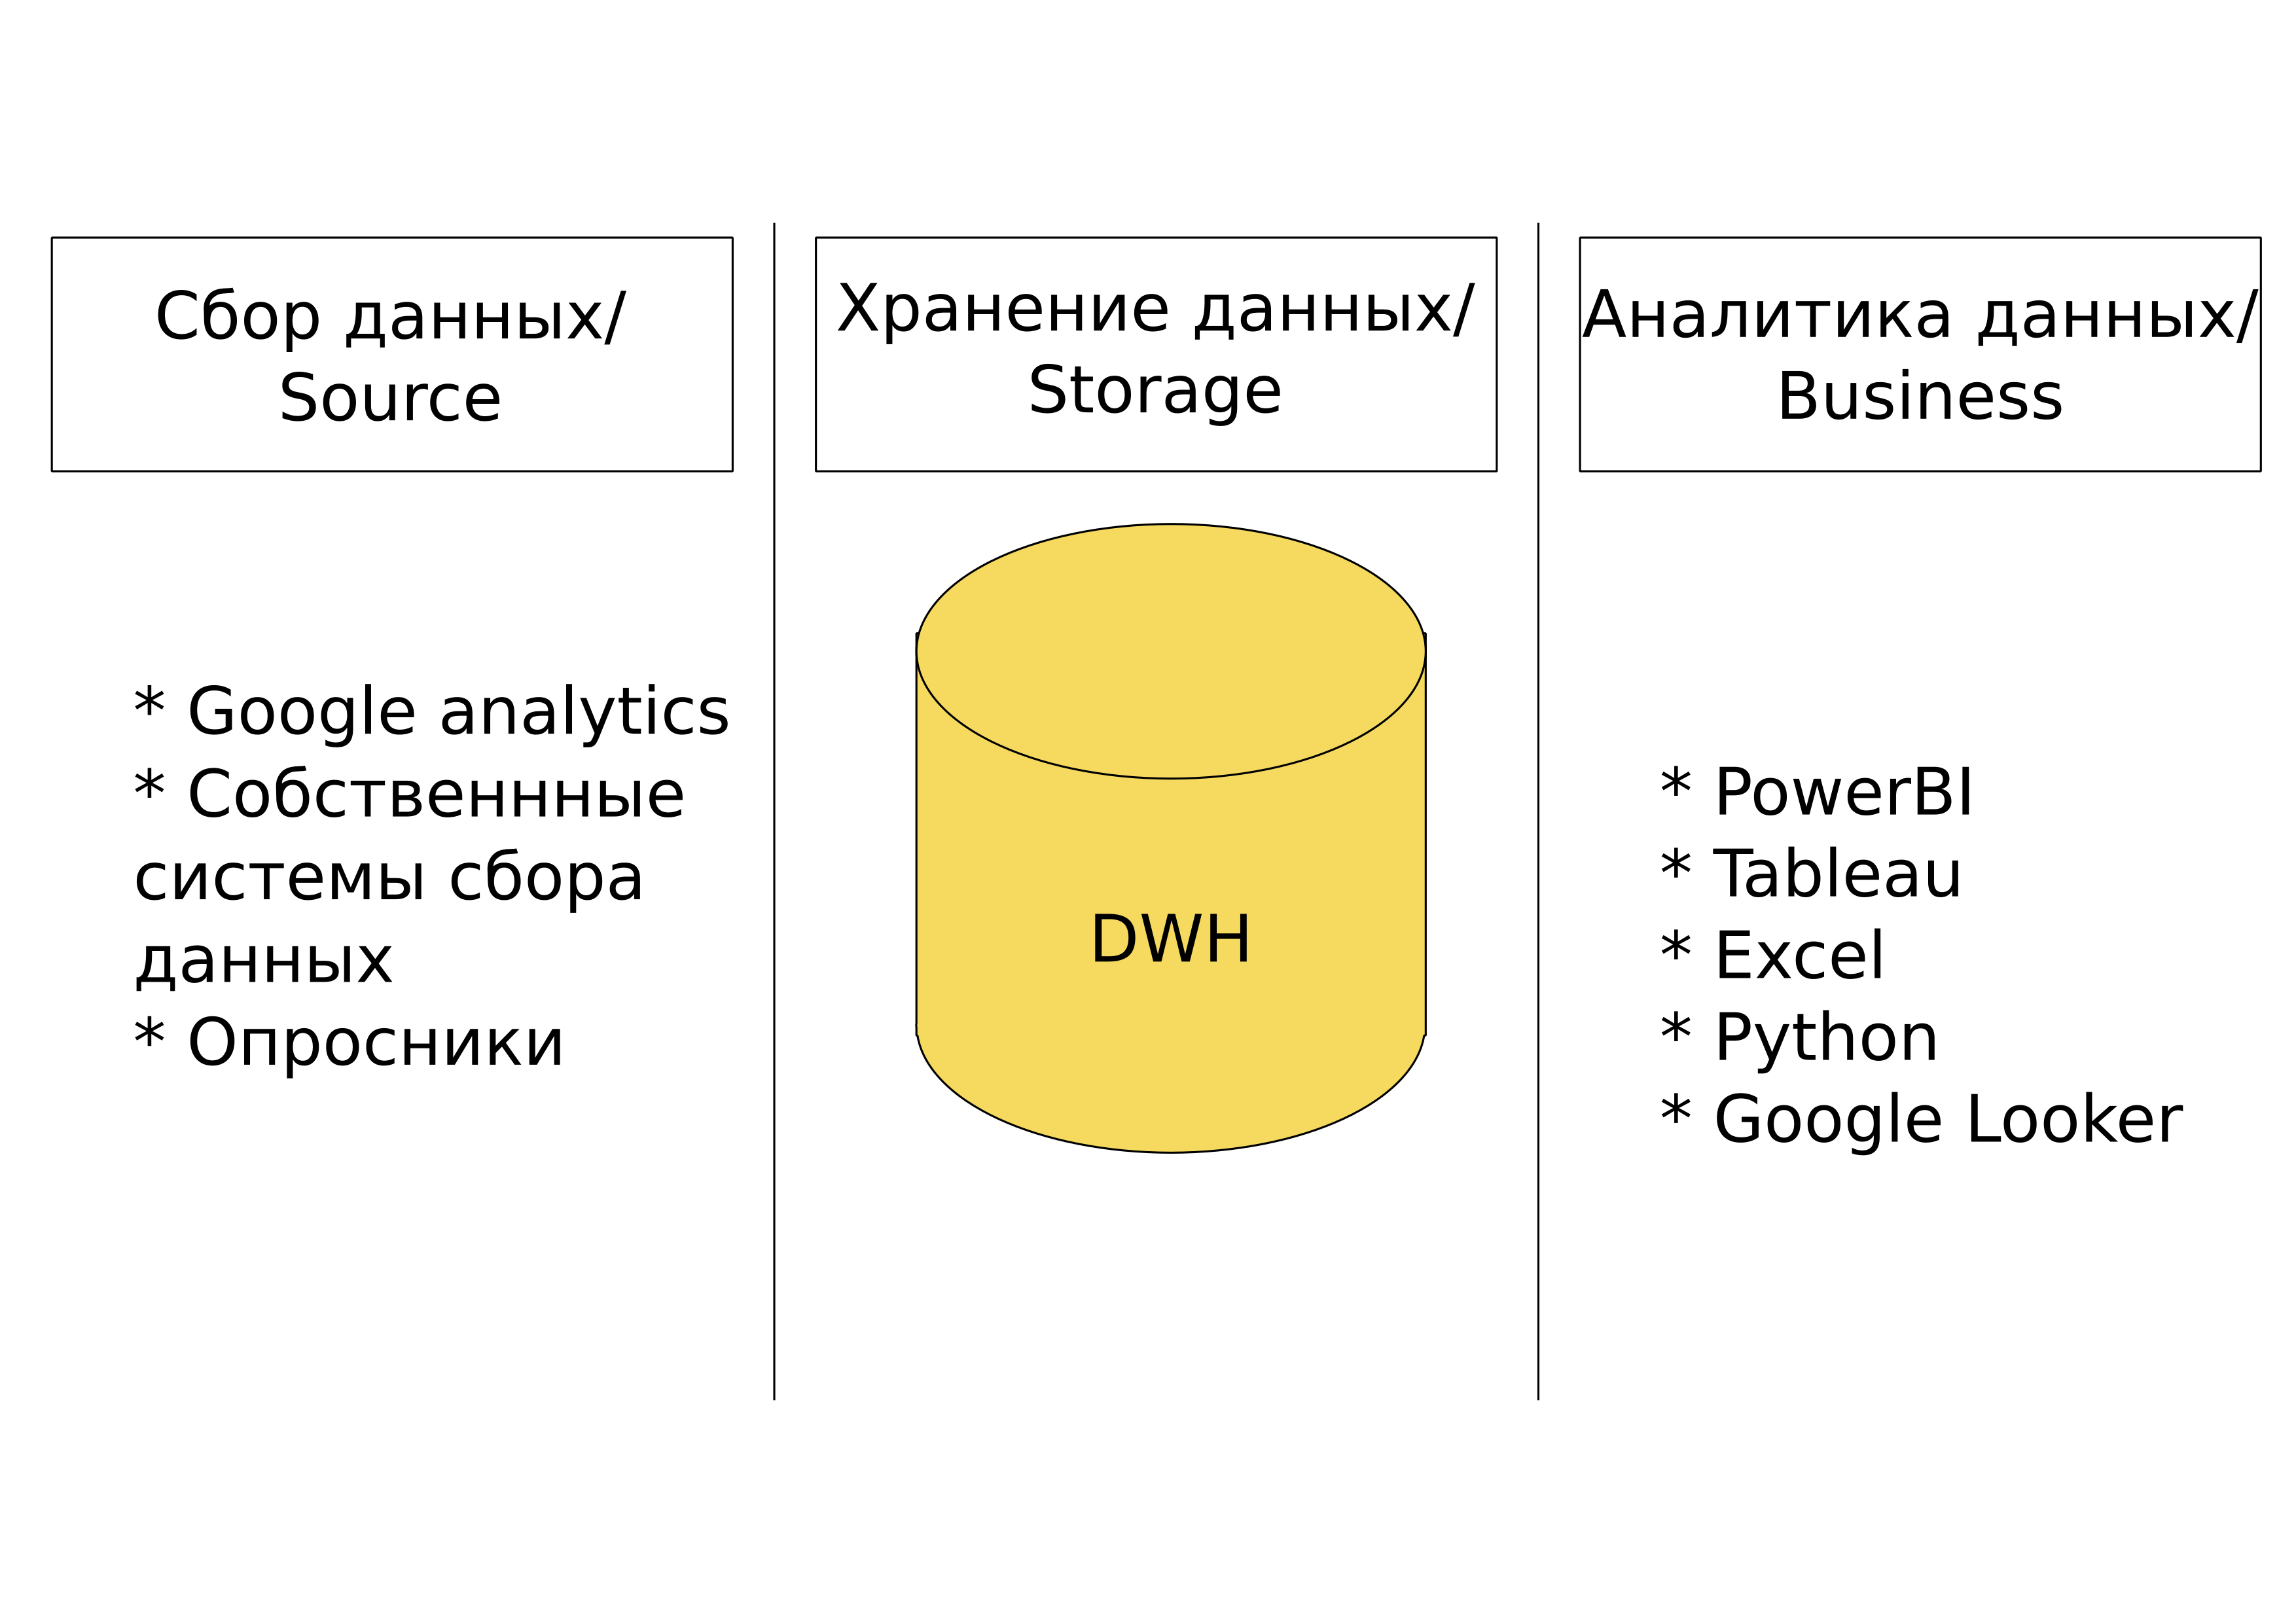 Сбор данных/
Source
Хранение данных/
Storage
Аналитика данных/
Business
* Google analytics
* Собственнные
системы сбора
данных
* Опросники
DWH
* PowerBI
* Tableau
* Excel
* Python
* Google Looker